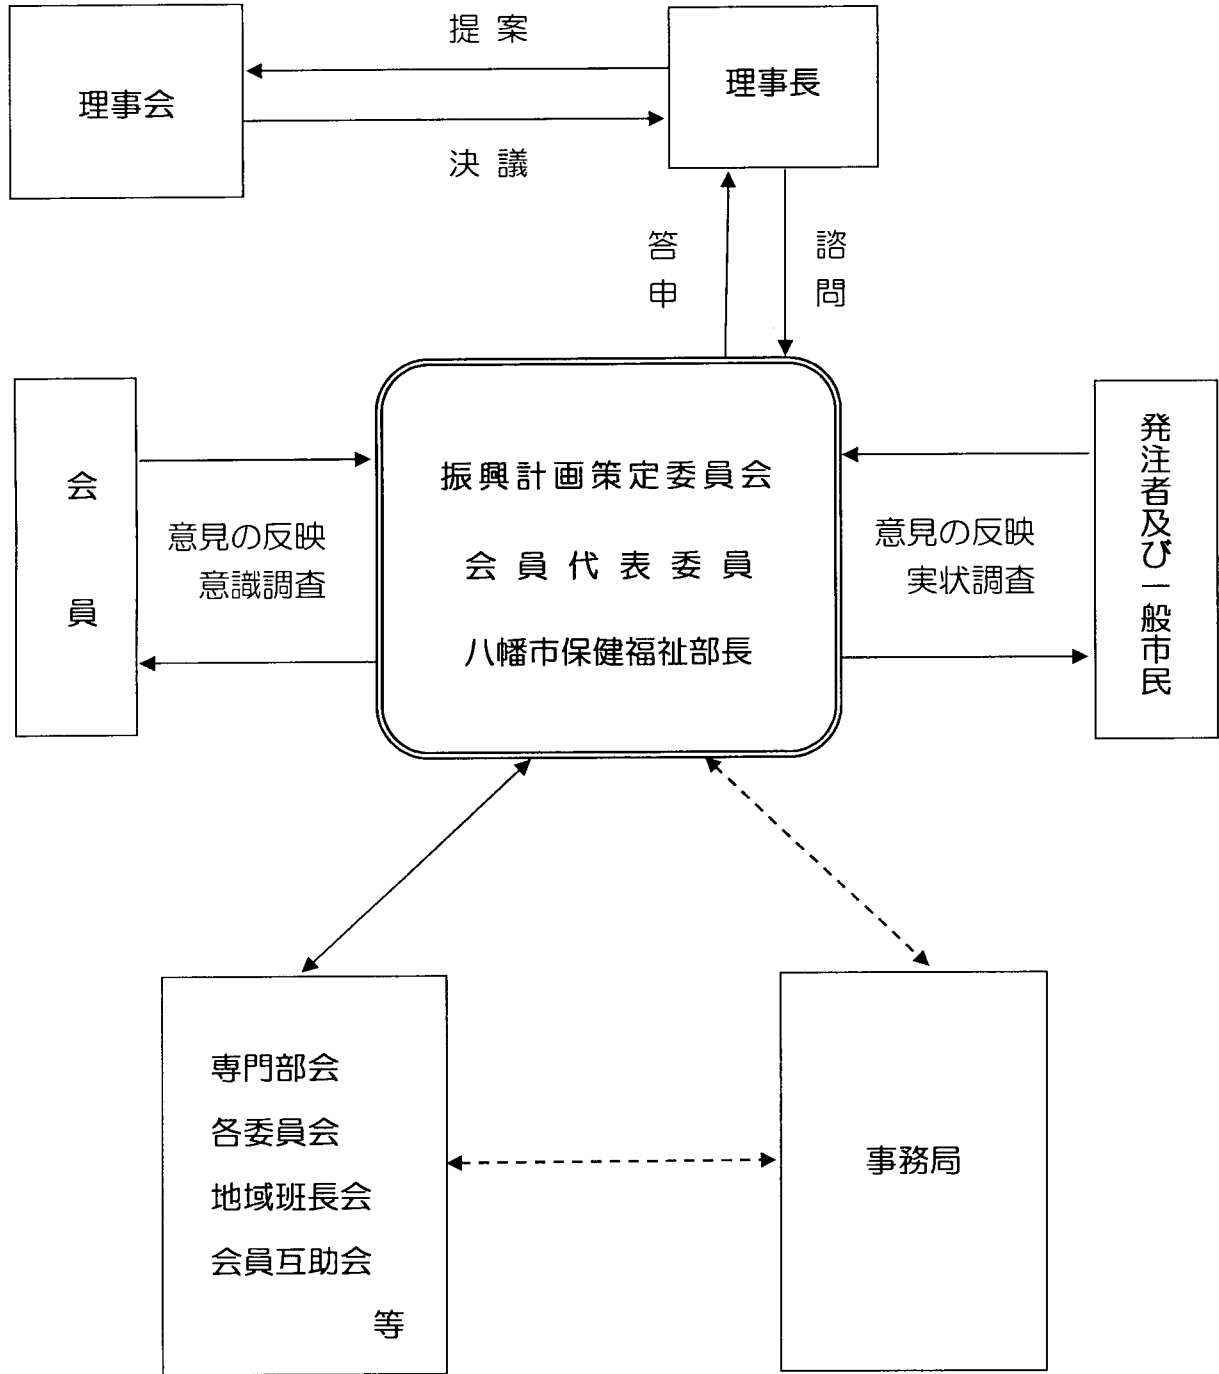 提案
理事会
理事長
決議
答申
諮問
会員
意見の反映
意識調査
振興計画策定委員会
会員代表委員
八幡市保健福祉部長
意見の反映
実状調査
発注者及び一般市民
専門部会
各委員会
地域班長会
会員互助会
等
事務局